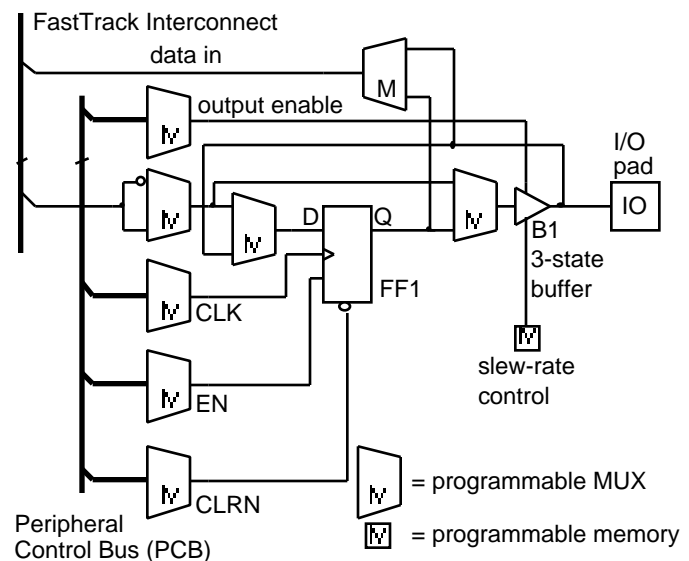 FastTrack Interconnect
data in
M
output enable
I/O
pad
IO
D
Q
B1
3-state
buffer
FF1
CLK
slew-rate
control
EN
CLRN
= programmable MUX
= programmable memory
Peripheral
Control Bus (PCB)